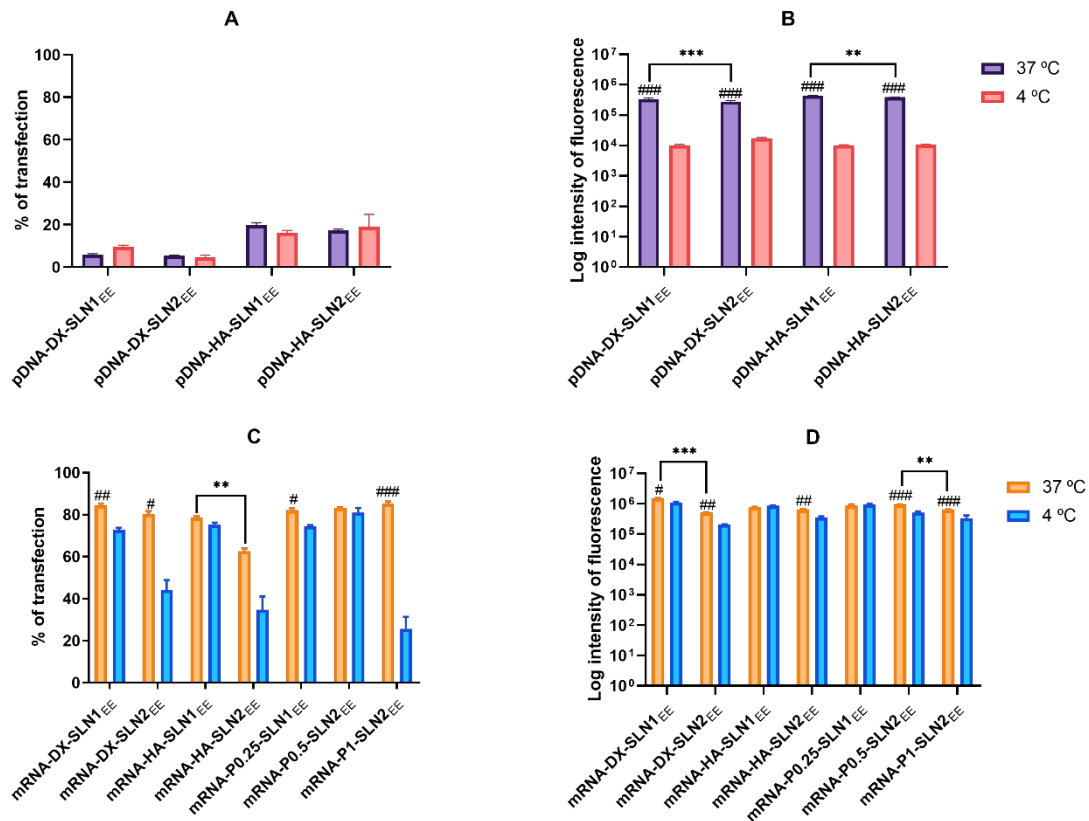 A
% of transfection
100
80
60
40
20
0
pDNA-DX-SLN1EE
pDNA-DX-SLN2EE
pDNA-HA-SLN1EE
pDNA-HA-SLN2EE
B
Log intensity of fluorescence
10⁷
10⁶
10⁵
10⁴
10³
10²
10¹
10⁰
***
**
###
###
###
###
pDNA-DX-SLN1EE
pDNA-DX-SLN2EE
pDNA-HA-SLN1EE
pDNA-HA-SLN2EE
37 ºC
4 ºC
C
% of transfection
100
80
60
40
20
0
##
#
**
#
###
mRNA-DX-SLN1EE
mRNA-DX-SLN2EE
mRNA-HA-SLN1EE
mRNA-HA-SLN2EE
mRNA-P0.25-SLN1EE
mRNA-P0.5-SLN2EE
mRNA-P1-SLN2EE
D
Log intensity of fluorescence
10⁷
10⁶
10⁵
10⁴
10³
10²
10¹
10⁰
***
**
#
##
##
###
###
mRNA-DX-SLN1EE
mRNA-DX-SLN2EE
mRNA-HA-SLN1EE
mRNA-HA-SLN2EE
mRNA-P0.25-SLN1EE
mRNA-P0.5-SLN2EE
mRNA-P1-SLN2EE
37 ºC
4 ºC